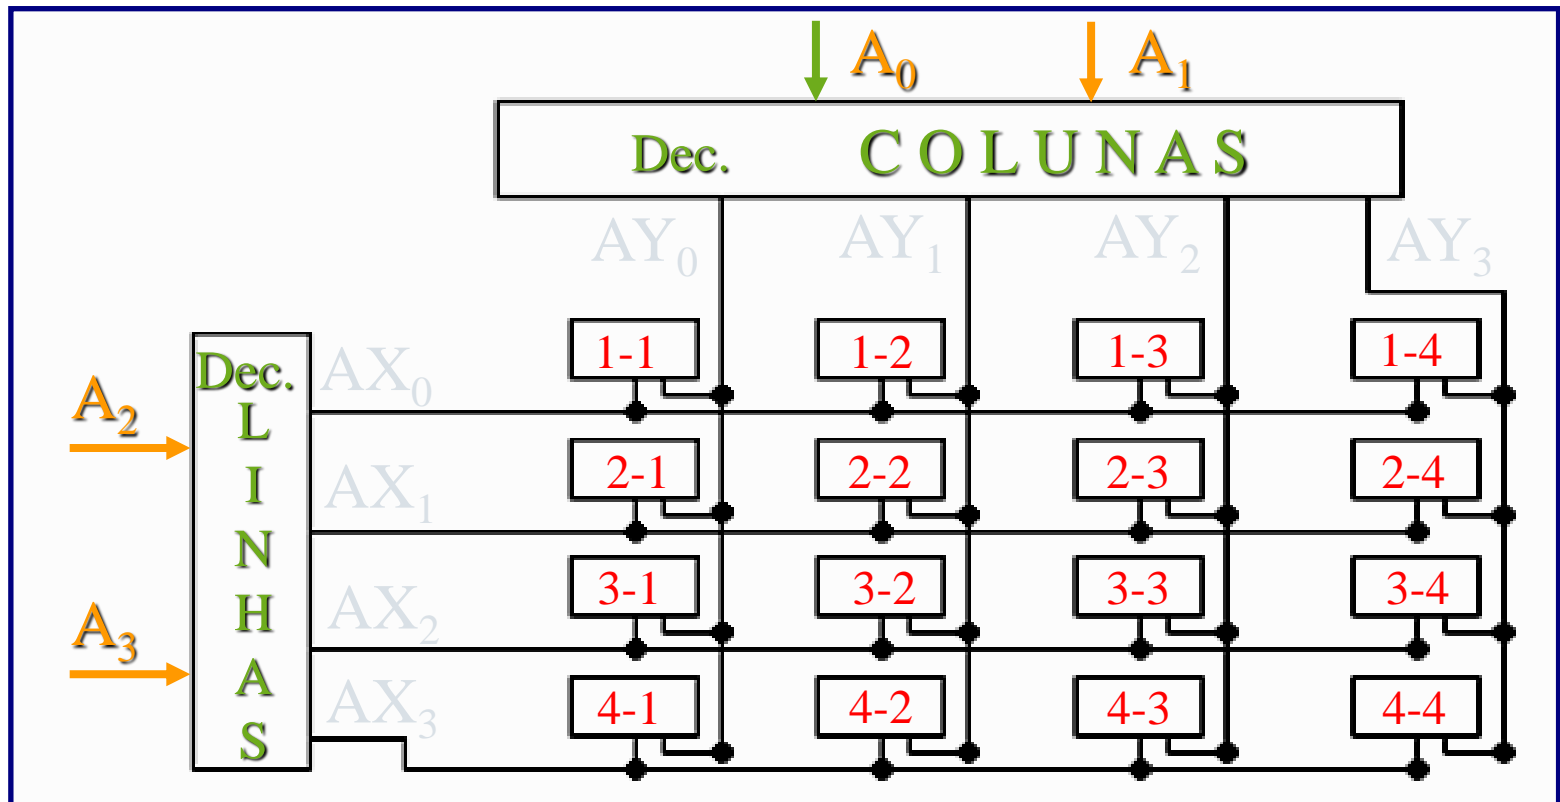 A0 A1
Dec. COLUNAS
AY0 AY1 AY2 AY3
1-1 1-2 1-3 1-4
Dec.
LINHAS
AX0
A2
2-1 2-2 2-3 2-4
AX1
3-1 3-2 3-3 3-4
AX2
A3
4-1 4-2 4-3 4-4
AX3